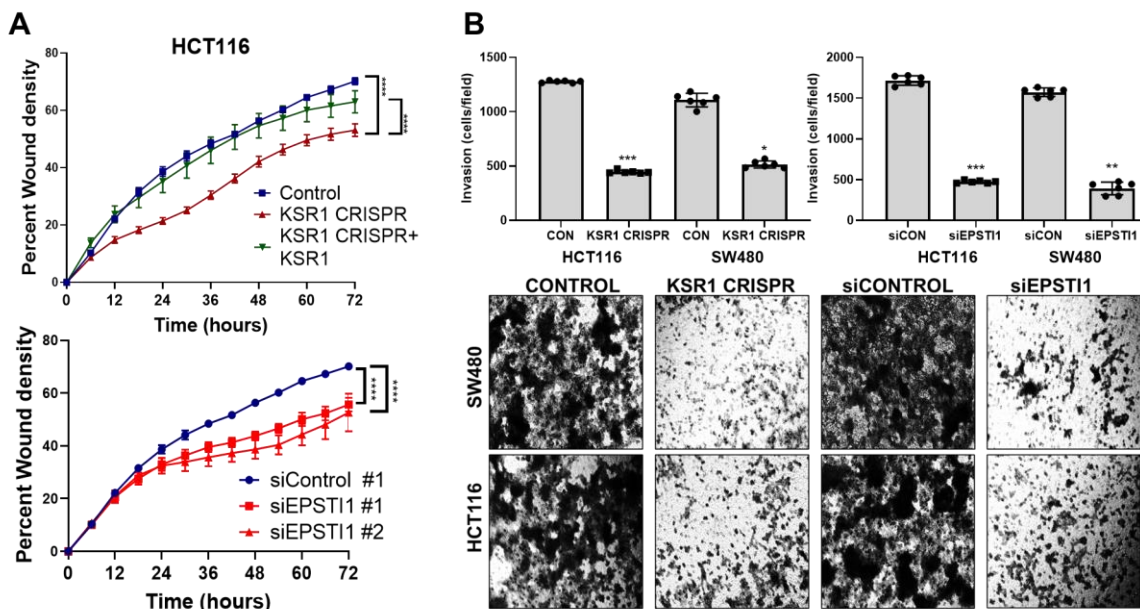 A
HCT116
Percent Wound density
80
60
40
20
0
0 12 24 36 48 60 72
Time (hours)
Control
KSR1 CRISPR
KSR1 CRISPR+
KSR1
****
****
Percent Wound density
80
60
40
20
0
0 12 24 36 48 60 72
Time (hours)
siControl #1
siEPSTI1 #1
siEPSTI1 #2
****
****
B
Invasion (cells/field)
1500
1000
500
0
***
*
CON KSR1 CRISPR CON KSR1 CRISPR
HCT116 SW480
Invasion (cells/field)
2000
1500
1000
500
0
***
**
siCON siEPSTI1 siCON siEPSTI1
HCT116 SW480
CONTROL KSR1 CRISPR siCONTROL siEPSTI1
SW480
HCT116